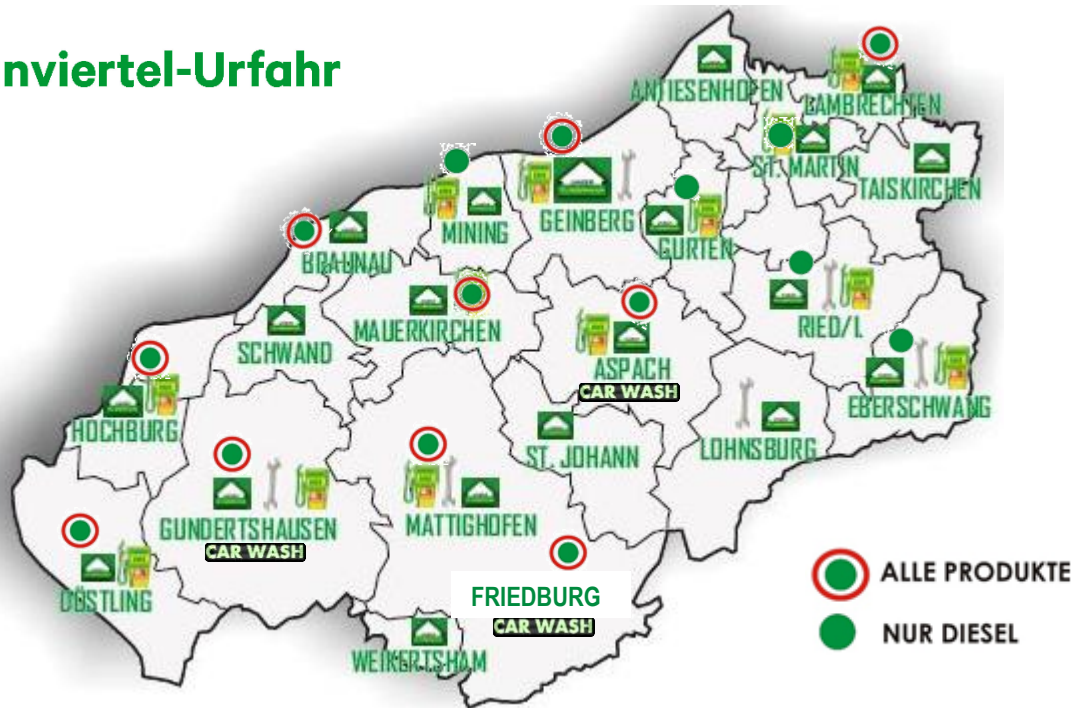 nviertel-Urfahr
ANTIESENHOFEN
LAMBRECHTEN
ST. MARTIN
TAISKIRCHEN
GEINBERG
MINING
GURTEN
BRAUNAU
MAUERKIRCHEN
RIED/I
SCHWAND
ASPACH
CAR WASH
EBERSCHWANG
HOCHBURG
ST. JOHANN
LOHNSBURG
GUNDERTSHAUSEN
CAR WASH
MATTIGHOFEN
ALLE PRODUKTE
FRIEDBURG
CAR WASH
NUR DIESEL
WEIKERTSHAM